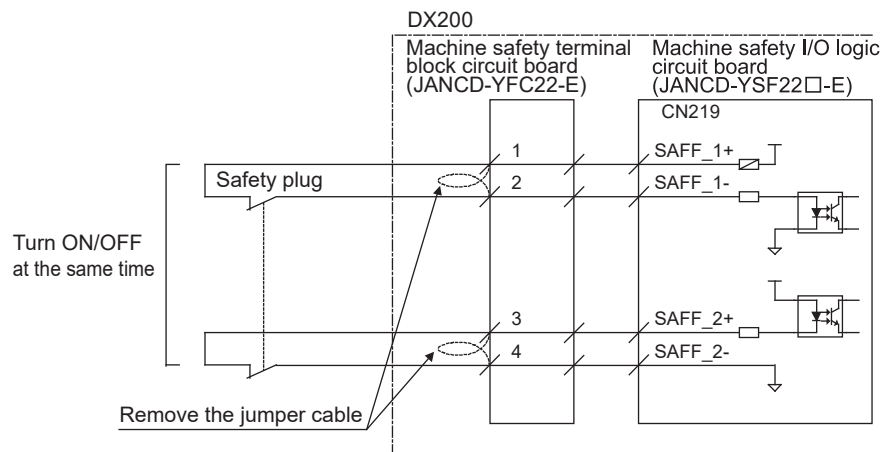 DX200
Machine safety terminal
block circuit board
(JANCD-YFC22-E)
Machine safety I/O logic
circuit board
(JANCD-YSF22□-E)
CN219
1
SAFF_1+
Safety plug
2
SAFF_1-
Turn ON/OFF
at the same time
3
SAFF_2+
4
SAFF_2-
Remove the jumper cable